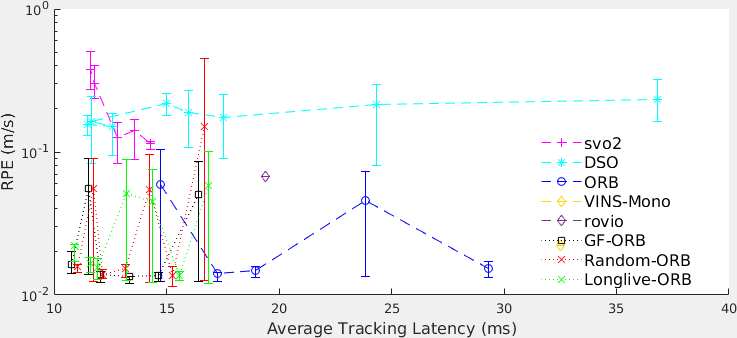 10^0
10^-1
10^-2
RPE (m/s)
svo2
DSO
ORB
VINS-Mono
rovio
GF-ORB
Random-ORB
Longlive-ORB
10 15 20 25 30 35 40
Average Tracking Latency (ms)